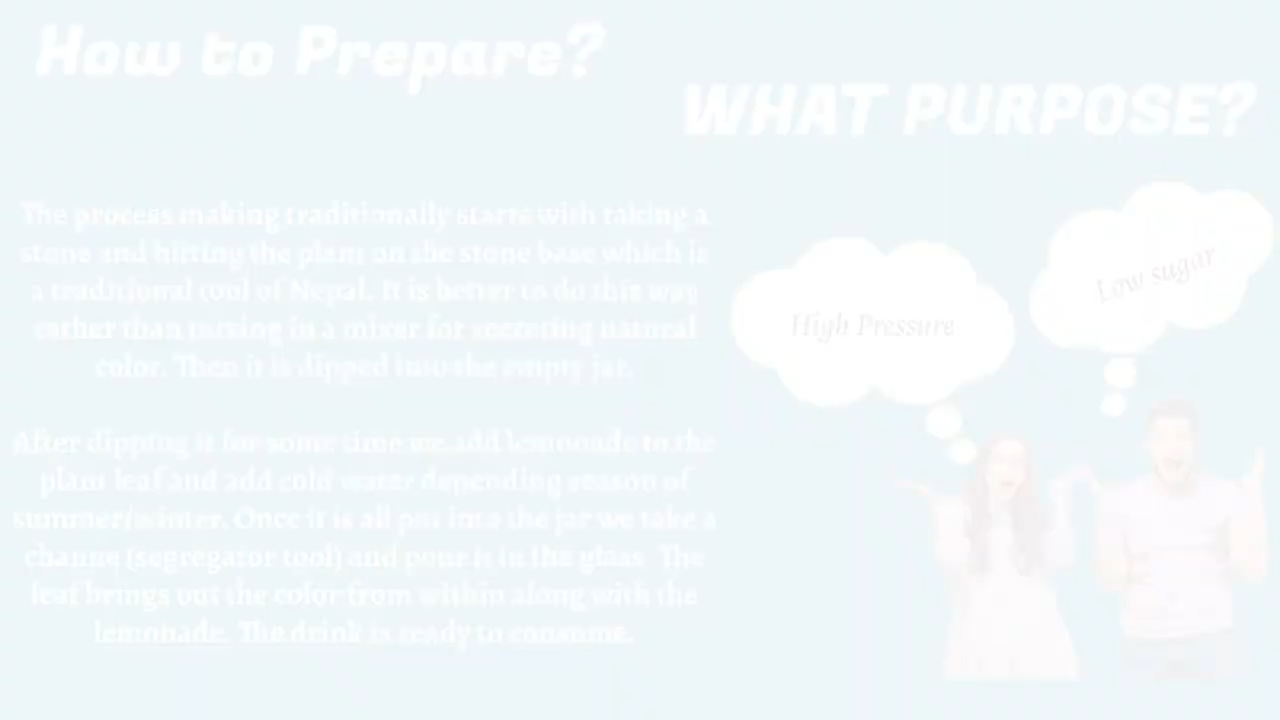 How to Prepare?
WHAT PURPOSE?
The process making traditionally starts with taking a
stone and hitting the plant on the stone base which is
a traditional tool of Nepal. It is better to do this way
rather than mixing in a mixer for natural
color. Then it is dipped into the empty jar.
After dipping it for some time we add lemonade to the
plant leaf and add cold water depending season of
summer/winter. Once it is all put into the jar we take a
(segregator tool) and pour it in the glass. The
leaf brings out the color from within along with the
lemonade. The drink is ready to consume.
High Pressure
Low sugar